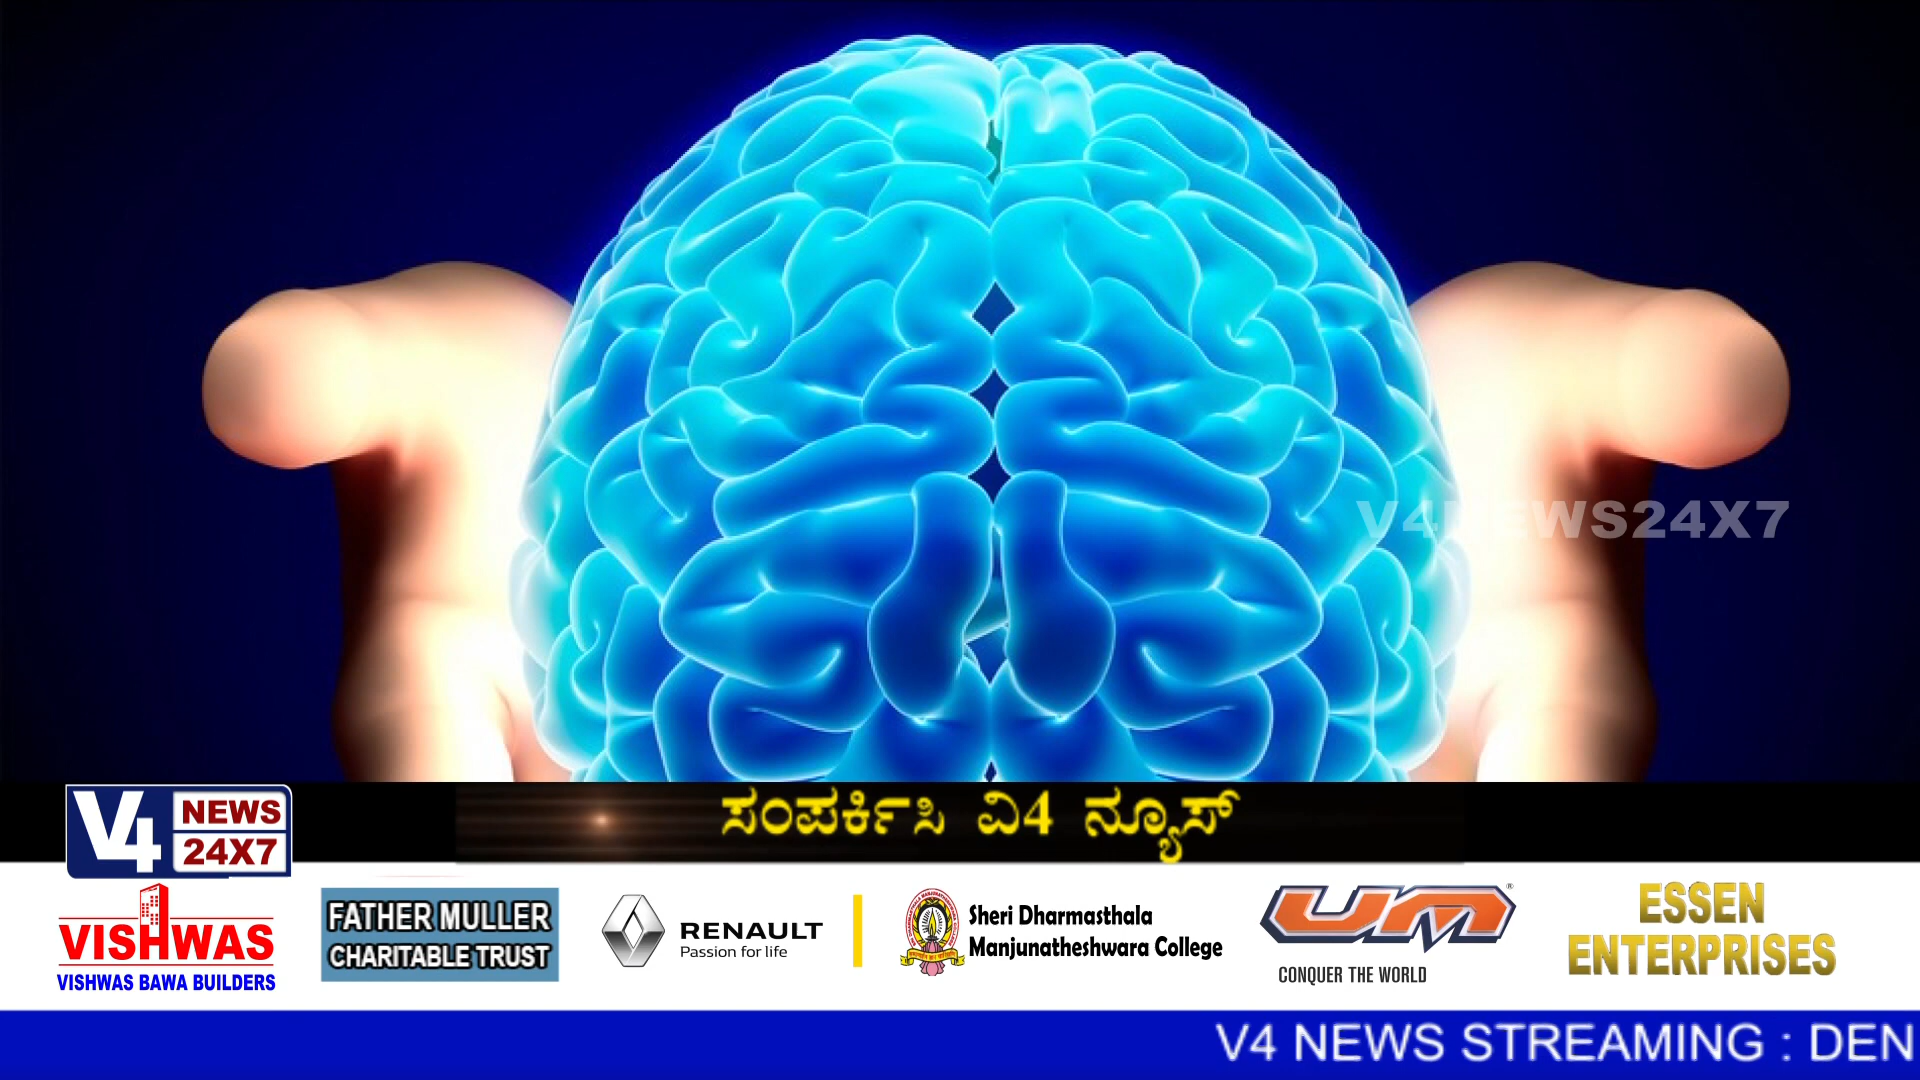 V4NEWS24X7
ಸಂಪರ್ಕಿಸಿ ವಿ4 ನ್ಯೂಸ್
V4 NEWS 24X7
VISHWAS
VISHWAS BAWA BUILDERS
FATHER MULLER
CHARITABLE TRUST
RENAULT
Passion for life
Sheri Dharmasthala
Manjunatheshwara College
UM®
CONQUER THE WORLD
ESSEN
ENTERPRISES
V4 NEWS STREAMING : DEN